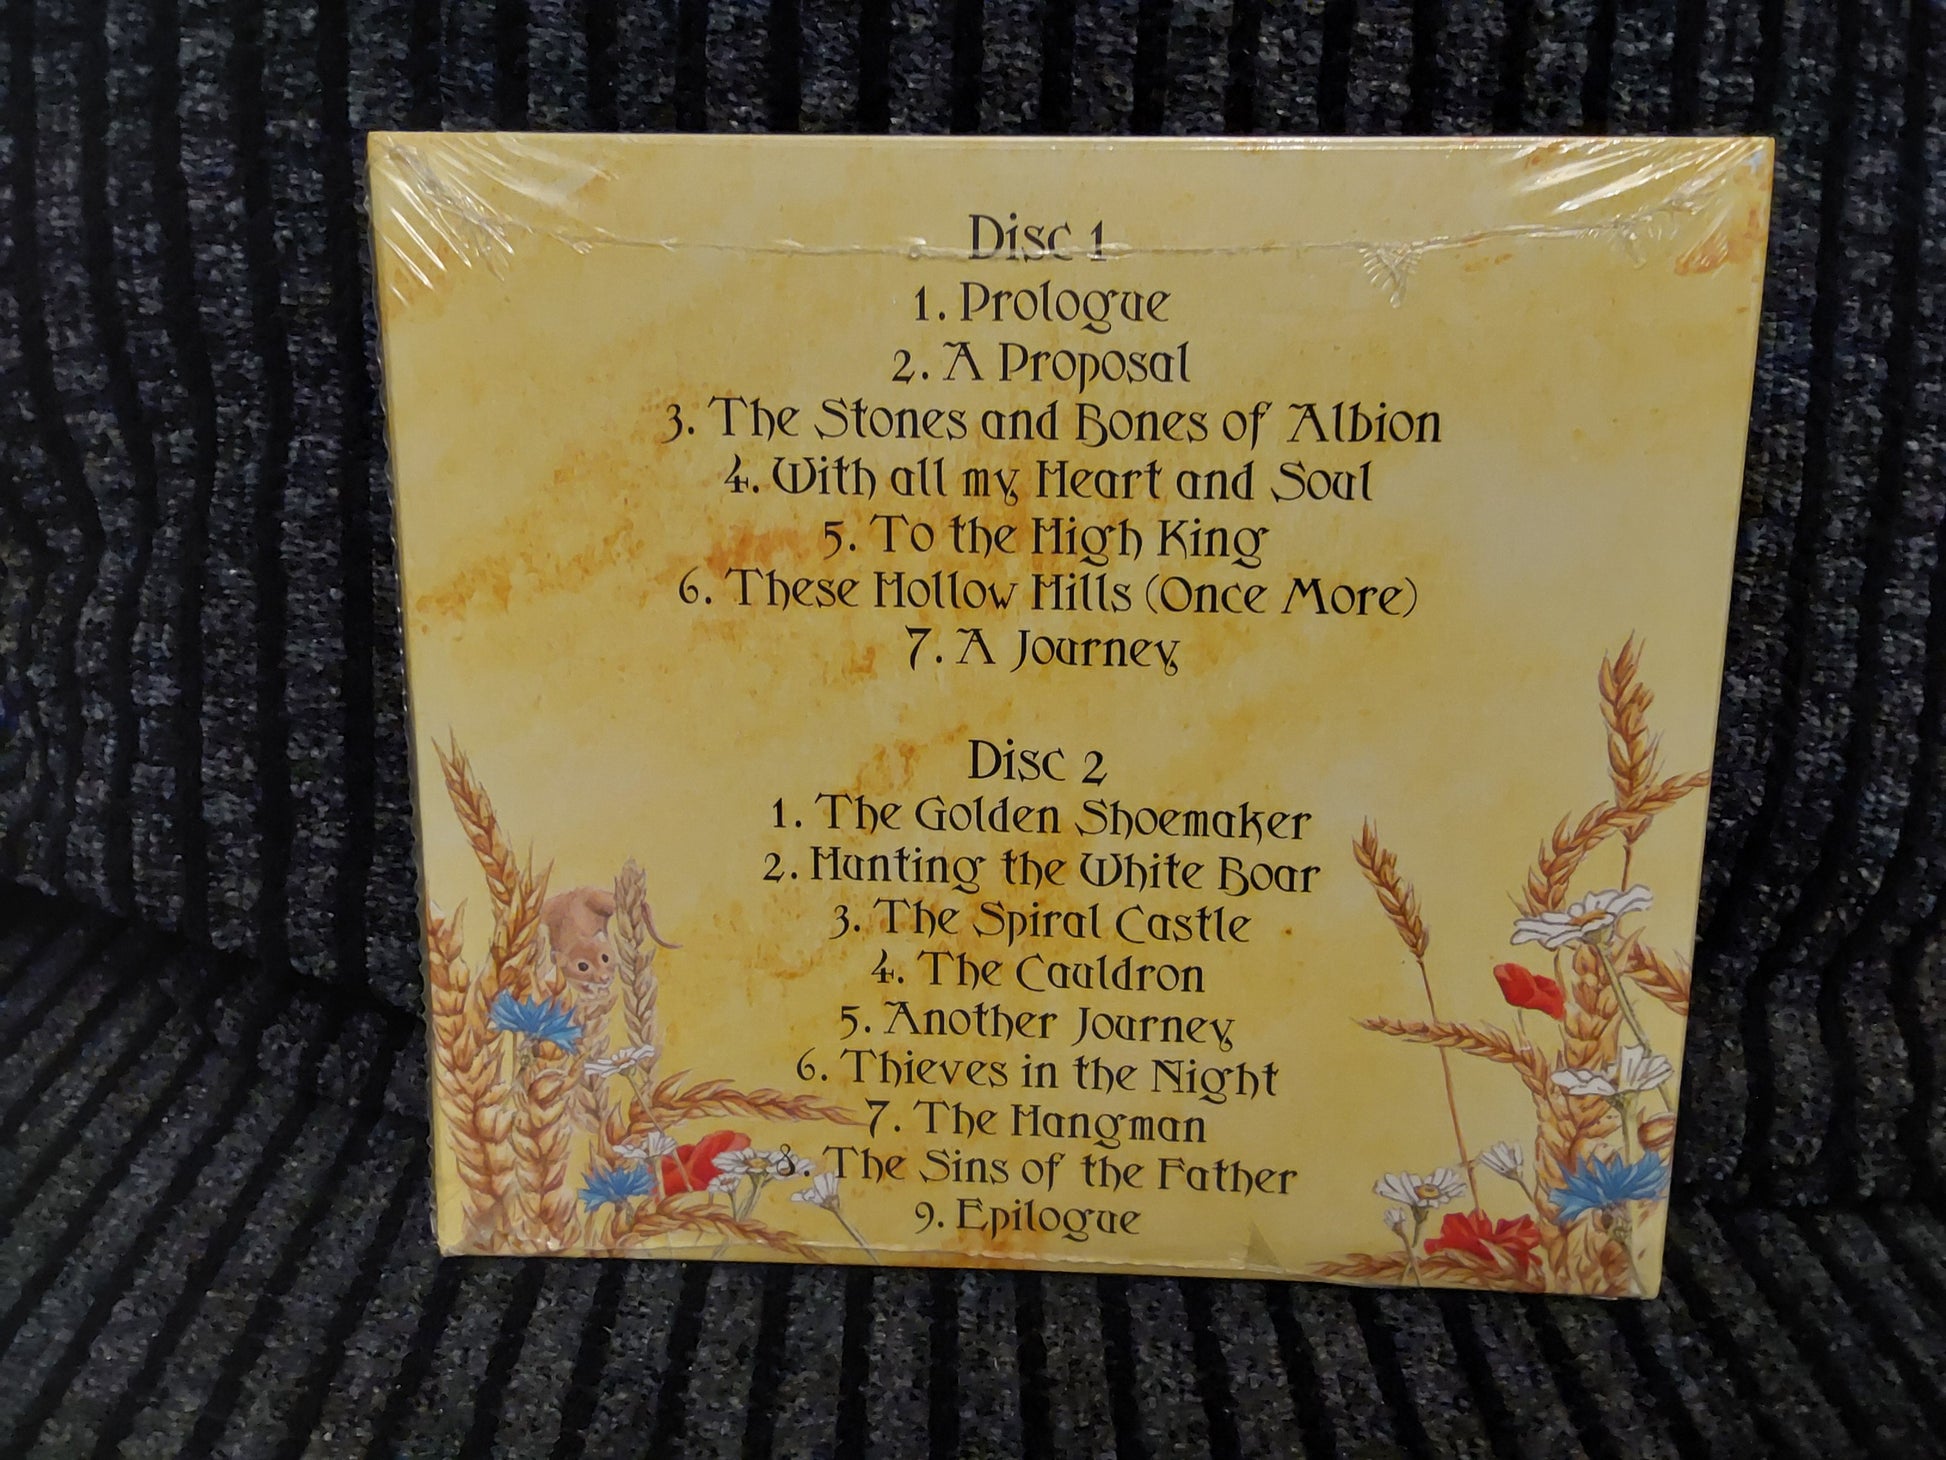 Disc 1
1. Prologue
2. A Proposal
3. The Stones and Bones of Albion
4. With all my Heart and Soul
5. To the High King
6. These Hollow Hills (Once More)
7. A Journey
Disc 2
1. The Golden Shoemaker
2. Hunting the White Boar
3. The Spiral Castle
4. The Cauldron
5. Another Journey
6. Thieves in the Night
7. The Hangman
8. The Sins of the Father
9. Epilogue